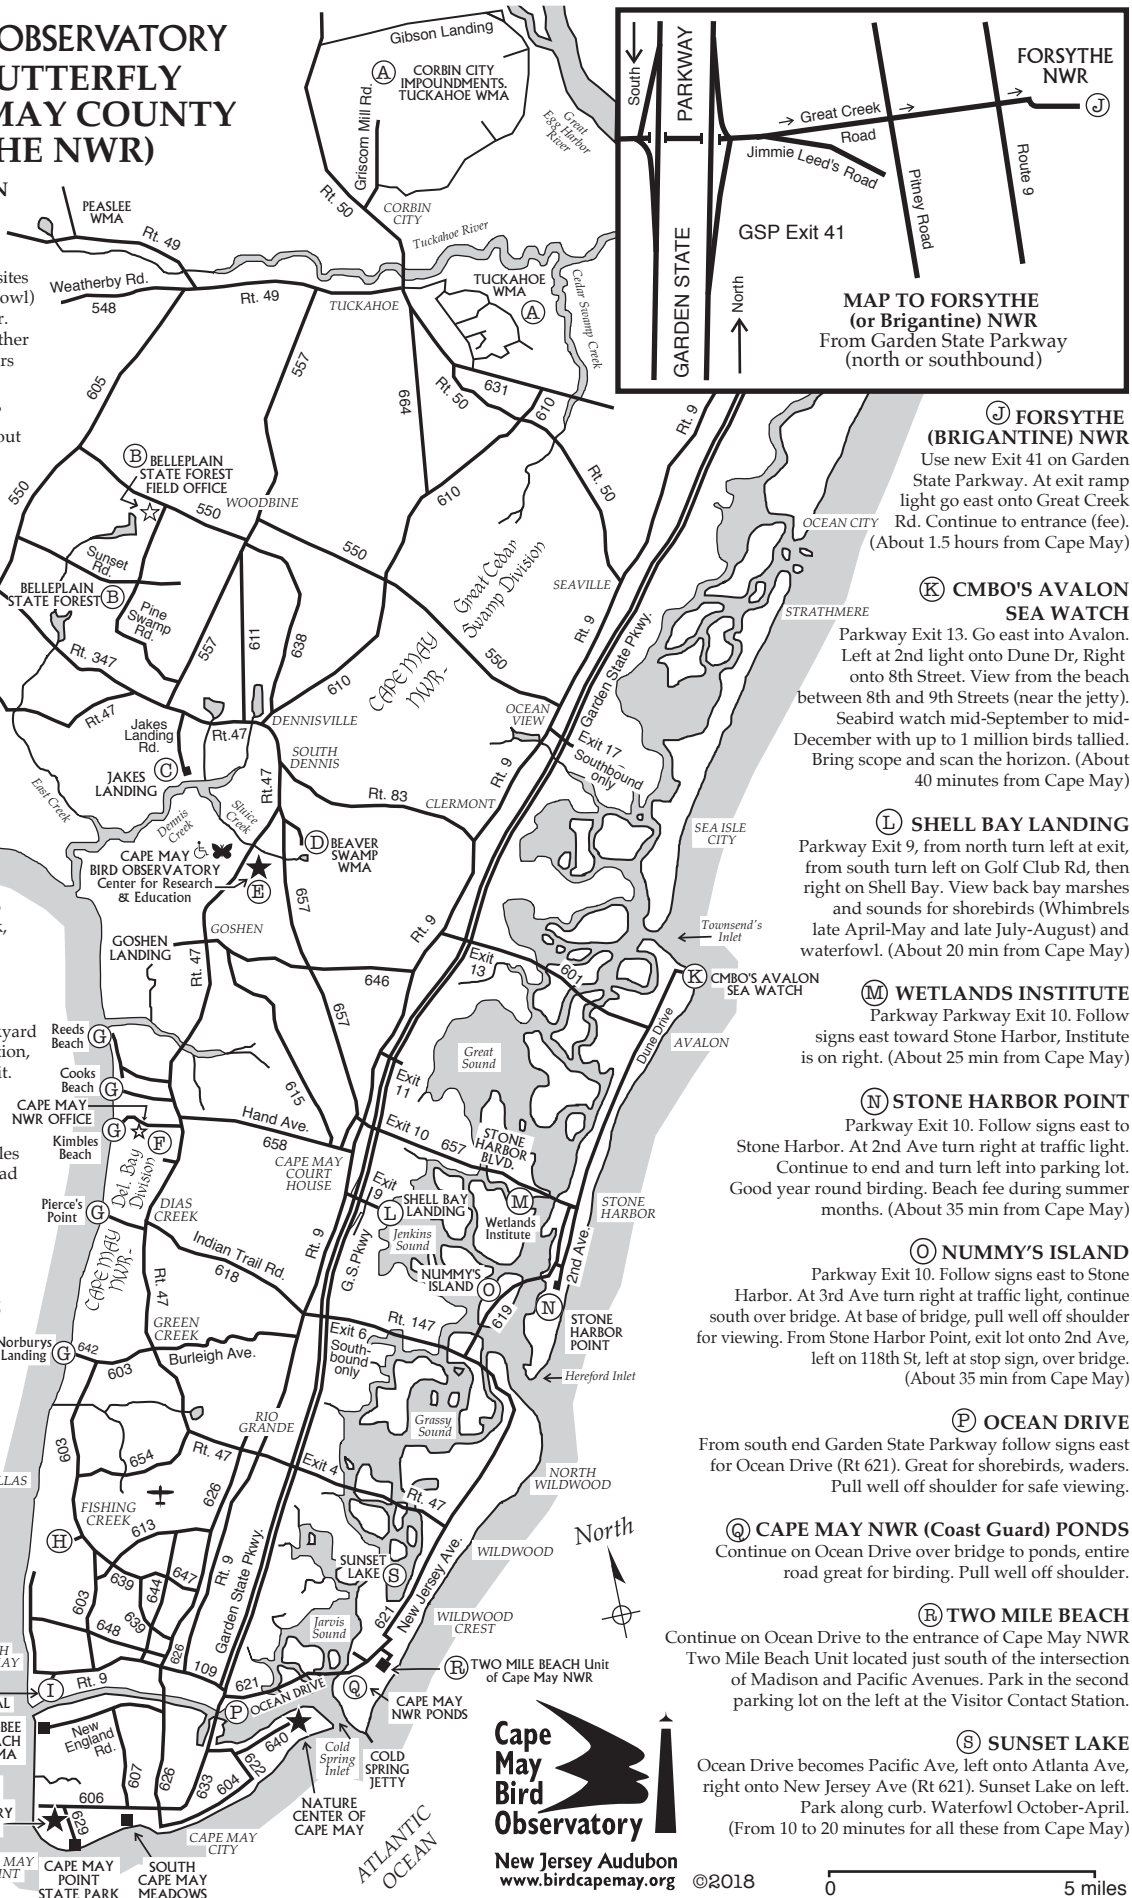 OBSERVATORY
UTTERFLY
MAY COUNTY
HE NWR)
N
sites
owl)
r.
ther
rs
out
k,
kyard
tion,
it.
les
ad
Gibson Landing
A CORBIN CITY
IMPOUNDMENTS.
TUCKAHOE WMA
Griscom Mill Rd.
Great
Egg Harbor
River
Rt. 50
CORBIN
CITY
Tuckahoe River
PEASLEE
WMA
Rt. 49
Weatherby Rd.
548
Rt. 49
TUCKAHOE
TUCKAHOE
WMA
A
Cedar Swamp Creek
605
557
664
Rt. 50
631
610
Rt. 9
550
B BELLEPLAIN
STATE FOREST
FIELD OFFICE
550
WOODBINE
610
Rt. 50
550
Great Cedar
Swamp Division
OCEAN CITY
Sunset
Rd.
BELLEPLAIN
STATE FOREST B
Pine
Swamp
Rd.
SEAVILLE
STRATHMERE
Rt. 347
557
611
638
610
CAPE MAY
NWR-
550
Rt. 9
Garden State Pkwy.
Rt.47
Jakes
Landing
Rd.
Rt.47
DENNISVILLE
OCEAN
VIEW
Exit 17
Southbound
only
C
JAKES
LANDING
SOUTH
DENNIS
Rt.47
Rt. 83
CLERMONT
Rt. 9
East Creek
Dennis
Creek
Sluice
Creek
SEA ISLE
CITY
CAPE MAY
BIRD OBSERVATORY
Center for Research
& Education
E
D BEAVER
SWAMP
WMA
657
GOSHEN
GOSHEN
LANDING
Rt. 47
646
Rt. 9
Exit
13
601
Townsend's
Inlet
K CMBO'S AVALON
SEA WATCH
657
Dune Drive
AVALON
Great
Sound
Reeds
Beach G
Cooks
Beach G
CAPE MAY
NWR OFFICE
G F
Kimbles
Beach
615
Exit
11
Hand Ave.
658
Exit 10
657
STONE
HARBOR
BLVD.
CAPE MAY
COURT
HOUSE
Del. Bay
Division
Exit
9
L SHELL BAY
LANDING
M
Wetlands
Institute
STONE
HARBOR
Pierce's
Point G
DIAS
CREEK
Jenkins
Sound
Indian Trail Rd.
618
Rt. 9
G.S.Pkwy
2nd Ave.
CAPE MAY
NWR-
Rt. 47
NUMMY'S
ISLAND O
619
N
STONE
HARBOR
POINT
GREEN
CREEK
Rt. 147
Exit 6
South-
bound
only
Norburys
Landing G 642
603
Burleigh Ave.
Hereford Inlet
RIO
GRANDE
Grassy
Sound
603
654
Rt. 47
Exit 4
Rt. 47
NORTH
WILDWOOD
LLAS
626
FISHING
CREEK
613
H
North
WILDWOOD
SUNSET
LAKE S
New Jersey Ave.
639
644
647
603
648
639
Rt. 9
Garden State Pkwy.
621
WILDWOOD
CREST
Jarvis
Sound
626
109
621
H
AY
Rt. 9
I
AL
P OCEAN DRIVE
Q
R TWO MILE BEACH Unit
of Cape May NWR
CAPE MAY
NWR PONDS
BEE
ACH
MA
New
England
Rd.
640
622
604
633
Cold
Spring
Inlet
COLD
SPRING
JETTY
607
626
606
629
RY
NATURE
CENTER OF
CAPE MAY
CAPE MAY
CITY
ATLANTIC
OCEAN
MAY
INT
CAPE MAY
POINT
STATE PARK
SOUTH
CAPE MAY
MEADOWS
South
PARKWAY
GARDEN STATE
North
Great Creek
Road
Jimmie Leed's Road
Pitney Road
Route 9
FORSYTHE
NWR
J
GSP Exit 41
MAP TO FORSYTHE
(or Brigantine) NWR
From Garden State Parkway
(north or southbound)
J FORSYTHE
(BRIGANTINE) NWR
Use new Exit 41 on Garden
State Parkway. At exit ramp
light go east onto Great Creek
Rd. Continue to entrance (fee).
(About 1.5 hours from Cape May)
K CMBO'S AVALON
SEA WATCH
Parkway Exit 13. Go east into Avalon.
Left at 2nd light onto Dune Dr, Right
onto 8th Street. View from the beach
between 8th and 9th Streets (near the jetty).
Seabird watch mid-September to mid-
December with up to 1 million birds tallied.
Bring scope and scan the horizon. (About
40 minutes from Cape May)
L SHELL BAY LANDING
Parkway Exit 9, from north turn left at exit,
from south turn left on Golf Club Rd, then
right on Shell Bay. View back bay marshes
and sounds for shorebirds (Whimbrels
late April-May and late July-August) and
waterfowl. (About 20 min from Cape May)
M WETLANDS INSTITUTE
Parkway Parkway Exit 10. Follow
signs east toward Stone Harbor, Institute
is on right. (About 25 min from Cape May)
N STONE HARBOR POINT
Parkway Exit 10. Follow signs east to
Stone Harbor. At 2nd Ave turn right at traffic light.
Continue to end and turn left into parking lot.
Good year round birding. Beach fee during summer
months. (About 35 min from Cape May)
O NUMMY'S ISLAND
Parkway Exit 10. Follow signs east to Stone
Harbor. At 3rd Ave turn right at traffic light, continue
south over bridge. At base of bridge, pull well off shoulder
for viewing. From Stone Harbor Point, exit lot onto 2nd Ave,
left on 118th St, left at stop sign, over bridge.
(About 35 min from Cape May)
P OCEAN DRIVE
From south end Garden State Parkway follow signs east
for Ocean Drive (Rt 621). Great for shorebirds, waders.
Pull well off shoulder for safe viewing.
Q CAPE MAY NWR (Coast Guard) PONDS
Continue on Ocean Drive over bridge to ponds, entire
road great for birding. Pull well off shoulder.
R TWO MILE BEACH
Continue on Ocean Drive to the entrance of Cape May NWR
Two Mile Beach Unit located just south of the intersection
of Madison and Pacific Avenues. Park in the second
parking lot on the left at the Visitor Contact Station.
S SUNSET LAKE
Ocean Drive becomes Pacific Ave, left onto Atlanta Ave,
right onto New Jersey Ave (Rt 621). Sunset Lake on left.
Park along curb. Waterfowl October-April.
(From 10 to 20 minutes for all these from Cape May)
Cape
May
Bird
Observatory
New Jersey Audubon
www.birdcapemay.org ©2018
0 5 miles